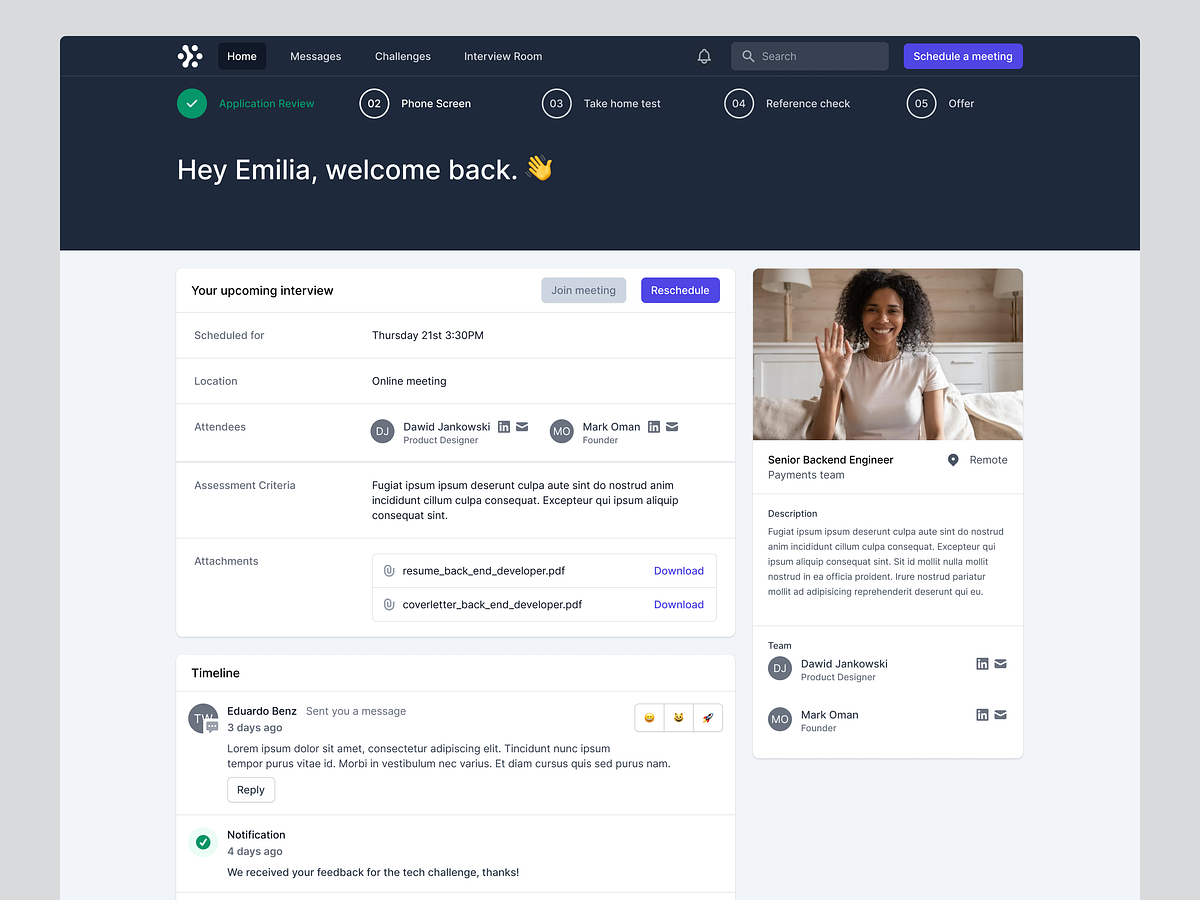 Home Messages Challenges Interview Room Search Schedule a meeting
Application Review 02 Phone Screen 03 Take home test 04 Reference check 05 Offer
Hey Emilia, welcome back. 👋
Your upcoming interview Join meeting Reschedule
Scheduled for Thursday 21st 3:30PM
Location Online meeting
Attendees DJ Dawid Jankowski MO Mark Oman
Product Designer Founder
Assessment Criteria Fugiat ipsum ipsum deserunt culpa aute sint do nostrud anim
incididunt cillum culpa consequat. Excepteur qui ipsum aliquip
consequat sint.
Attachments
resume_back_end_developer.pdf Download
coverletter_back_end_developer.pdf Download
Timeline
TW Eduardo Benz Sent you a message
3 days ago
Lorem ipsum dolor sit amet, consectetur adipiscing elit. Tincidunt nunc ipsum
tempor purus vitae id. Morbi in vestibulum nec varius. Et diam cursus quis sed purus nam.
Reply
Notification
4 days ago
We received your feedback for the tech challenge, thanks!
Senior Backend Engineer Remote
Payments team
Description
Fugiat ipsum ipsum deserunt culpa aute sint do nostrud
anim incididunt cillum culpa consequat. Excepteur qui
ipsum aliquip consequat sint. Sit id mollit nulla mollit
nostrud in ea officia proident. Irure nostrud pariatur
mollit ad adipisicing reprehenderit deserunt qui eu.
Team
DJ Dawid Jankowski
Product Designer
MO Mark Oman
Founder